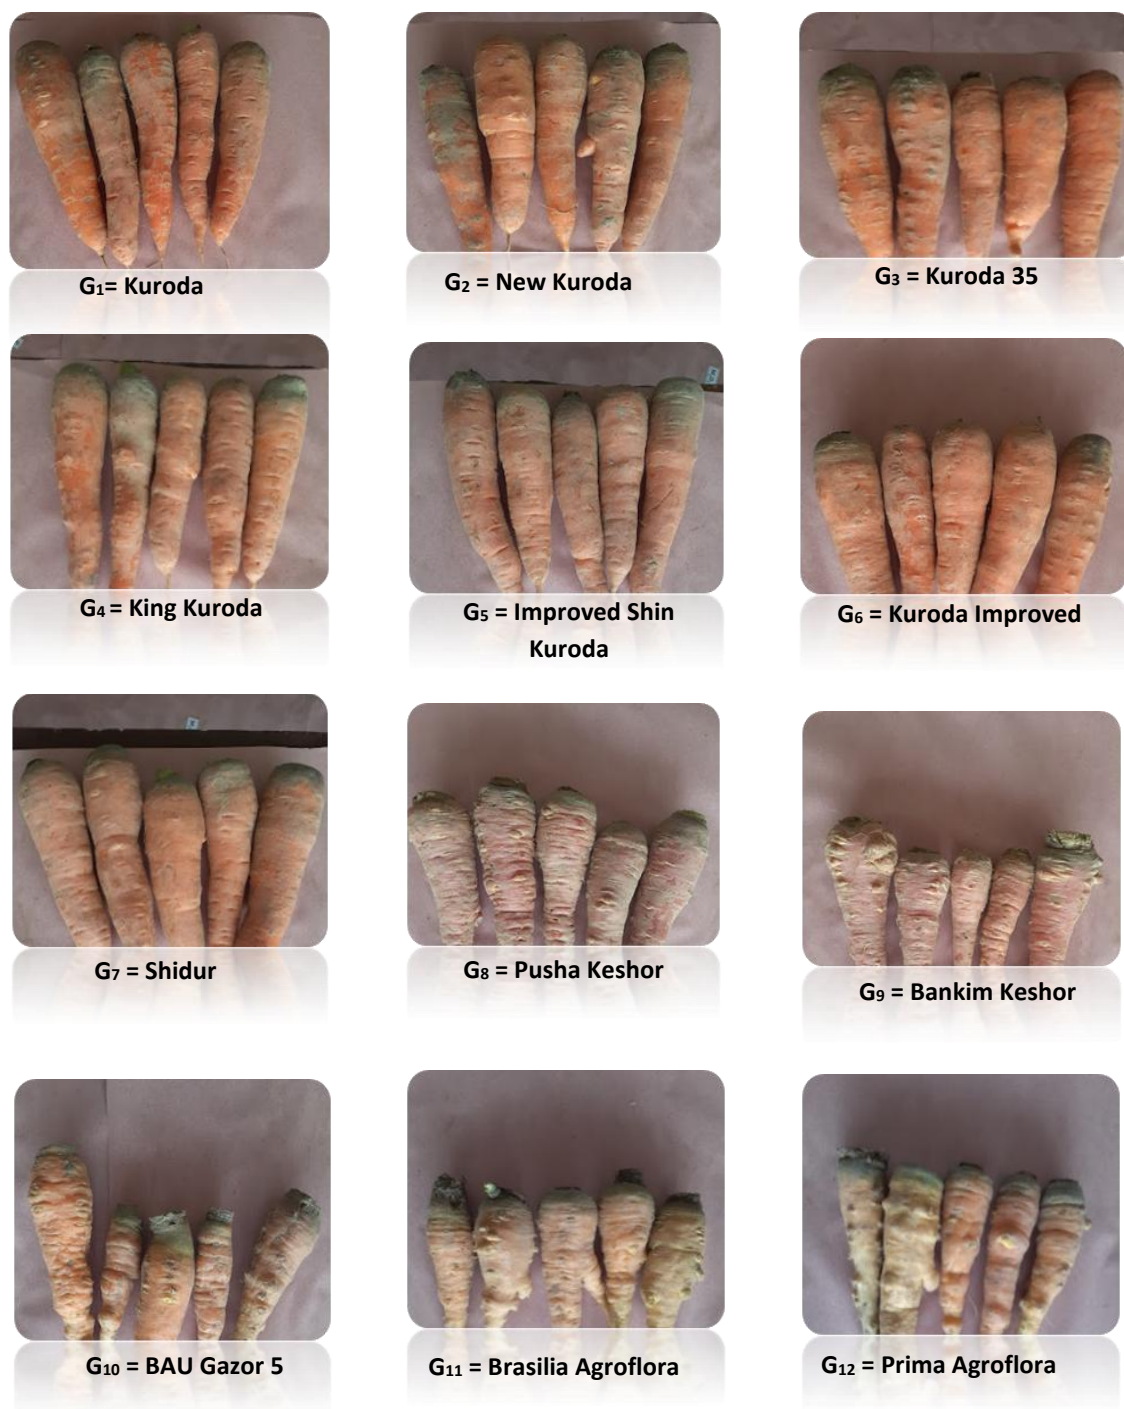 G₁= Kuroda
G₂ = New Kuroda
G₃ = Kuroda 35
G₄ = King Kuroda
G₅ = Improved Shin
Kuroda
G₆ = Kuroda Improved
G₇ = Shidur
G₈ = Pusha Keshor
G₉ = Bankim Keshor
G₁₀ = BAU Gazor 5
G₁₁ = Brasilia Agroflora
G₁₂ = Prima Agroflora